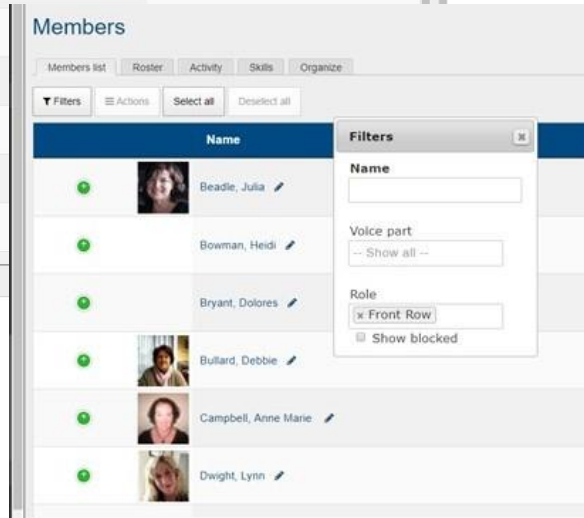 Members
Members list Roster Activity Skills Organize
Filters Actions Select all Deselect all
Name
Beadle, Julia
Bowman, Heidi
Bryant, Dolores
Bullard, Debbie
Campbell, Anne Marie
Dwight, Lynn
Filters
Name
Voice part
-- Show all --
Role
× Front Row
Show blocked